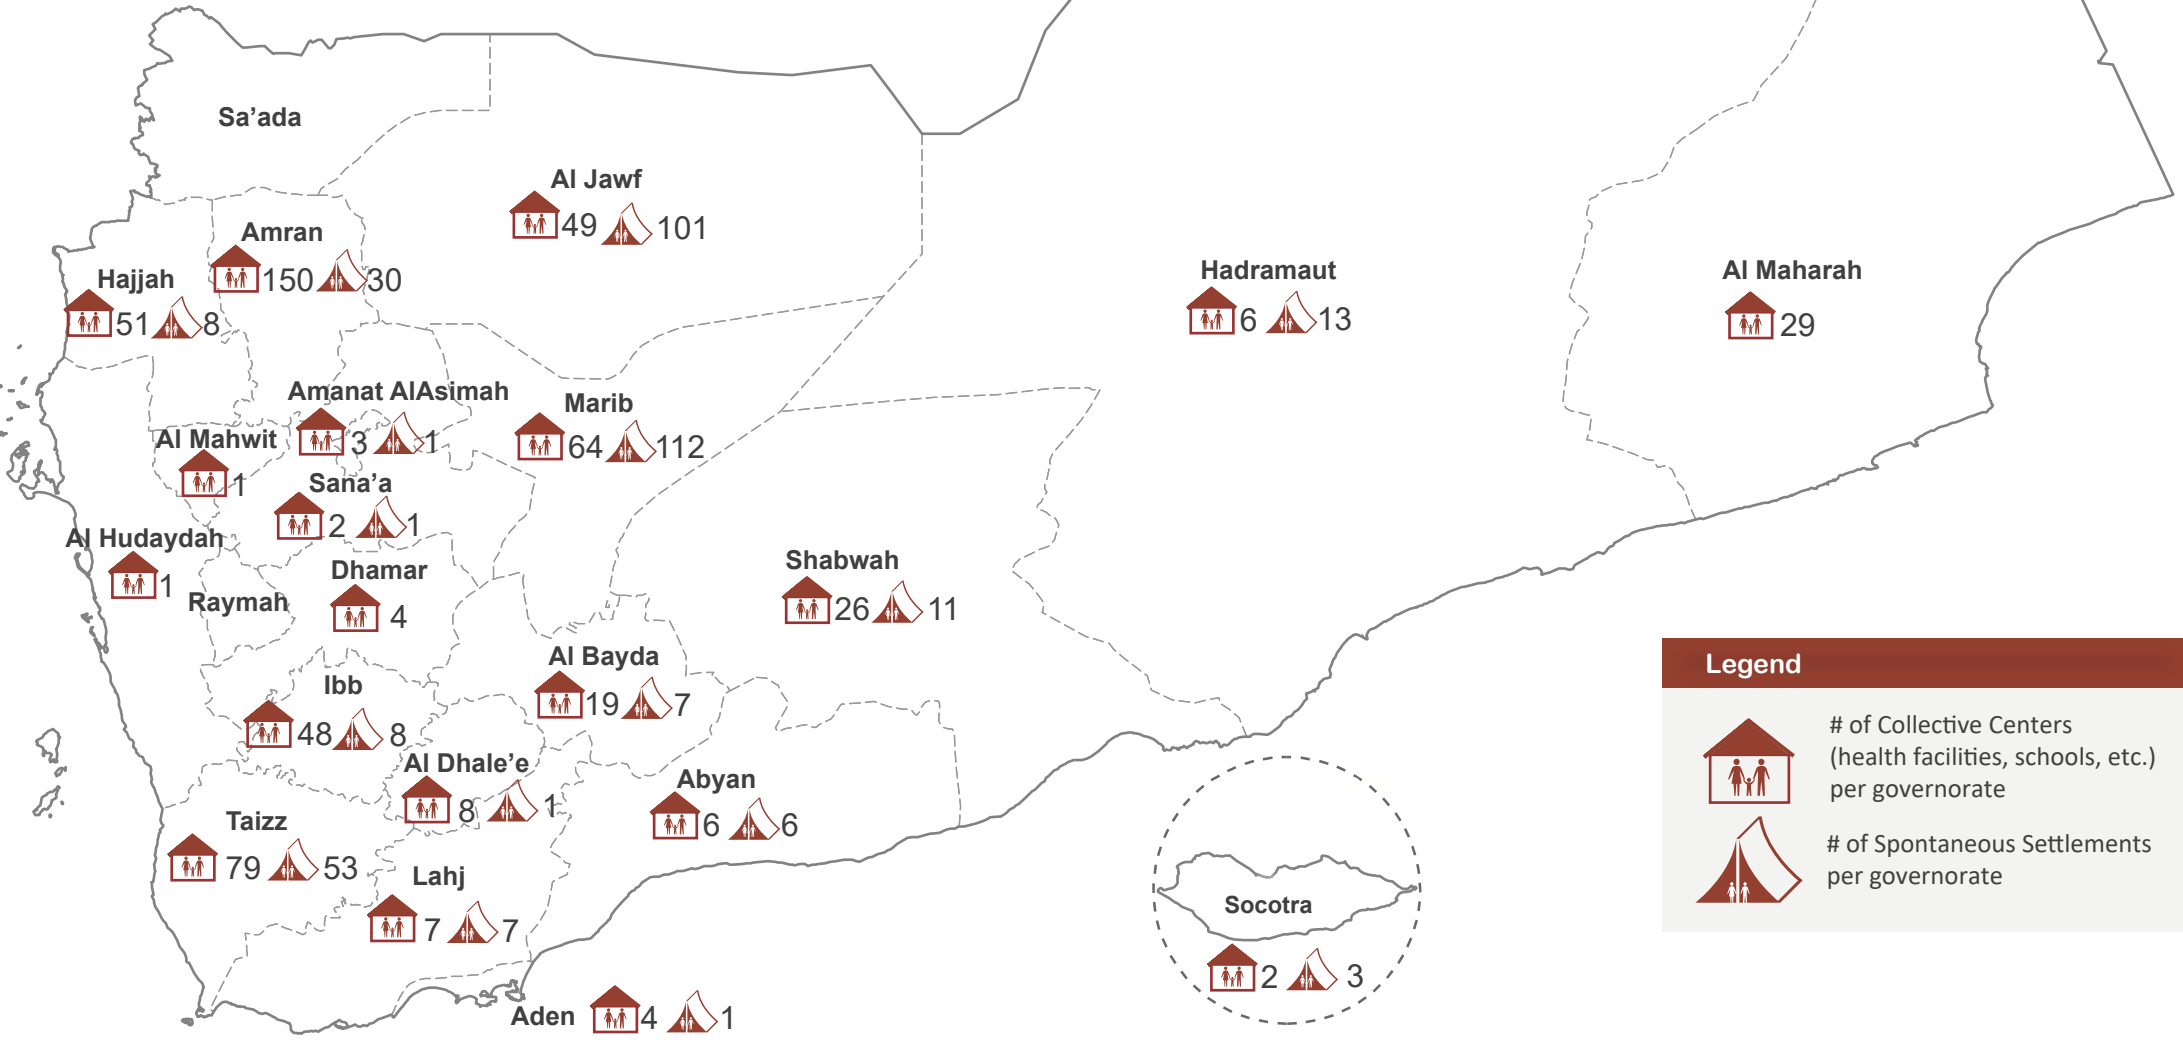 Sa’ada
Al Jawf
49 101
Amran
150 30
Hajjah
51 8
Hadramaut
6 13
Al Maharah
29
Amanat AlAsimah
3 1
Marib
64 112
Al Mahwit
1
Sana’a
2 1
Al Hudaydah
1
Dhamar
4
Raymah
Shabwah
26 11
Al Bayda
19 7
Ibb
48 8
Al Dhale’e
8 1
Abyan
6 6
Taizz
79 53
Lahj
7 7
Aden 4 1
Socotra
2 3
Legend
# of Collective Centers
(health facilities, schools, etc.)
per governorate
# of Spontaneous Settlements
per governorate